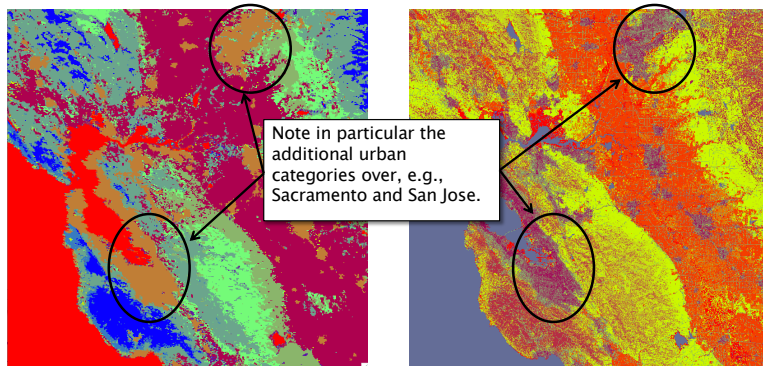 Note in particular the
additional urban
categories over, e.g.,
Sacramento and San Jose.